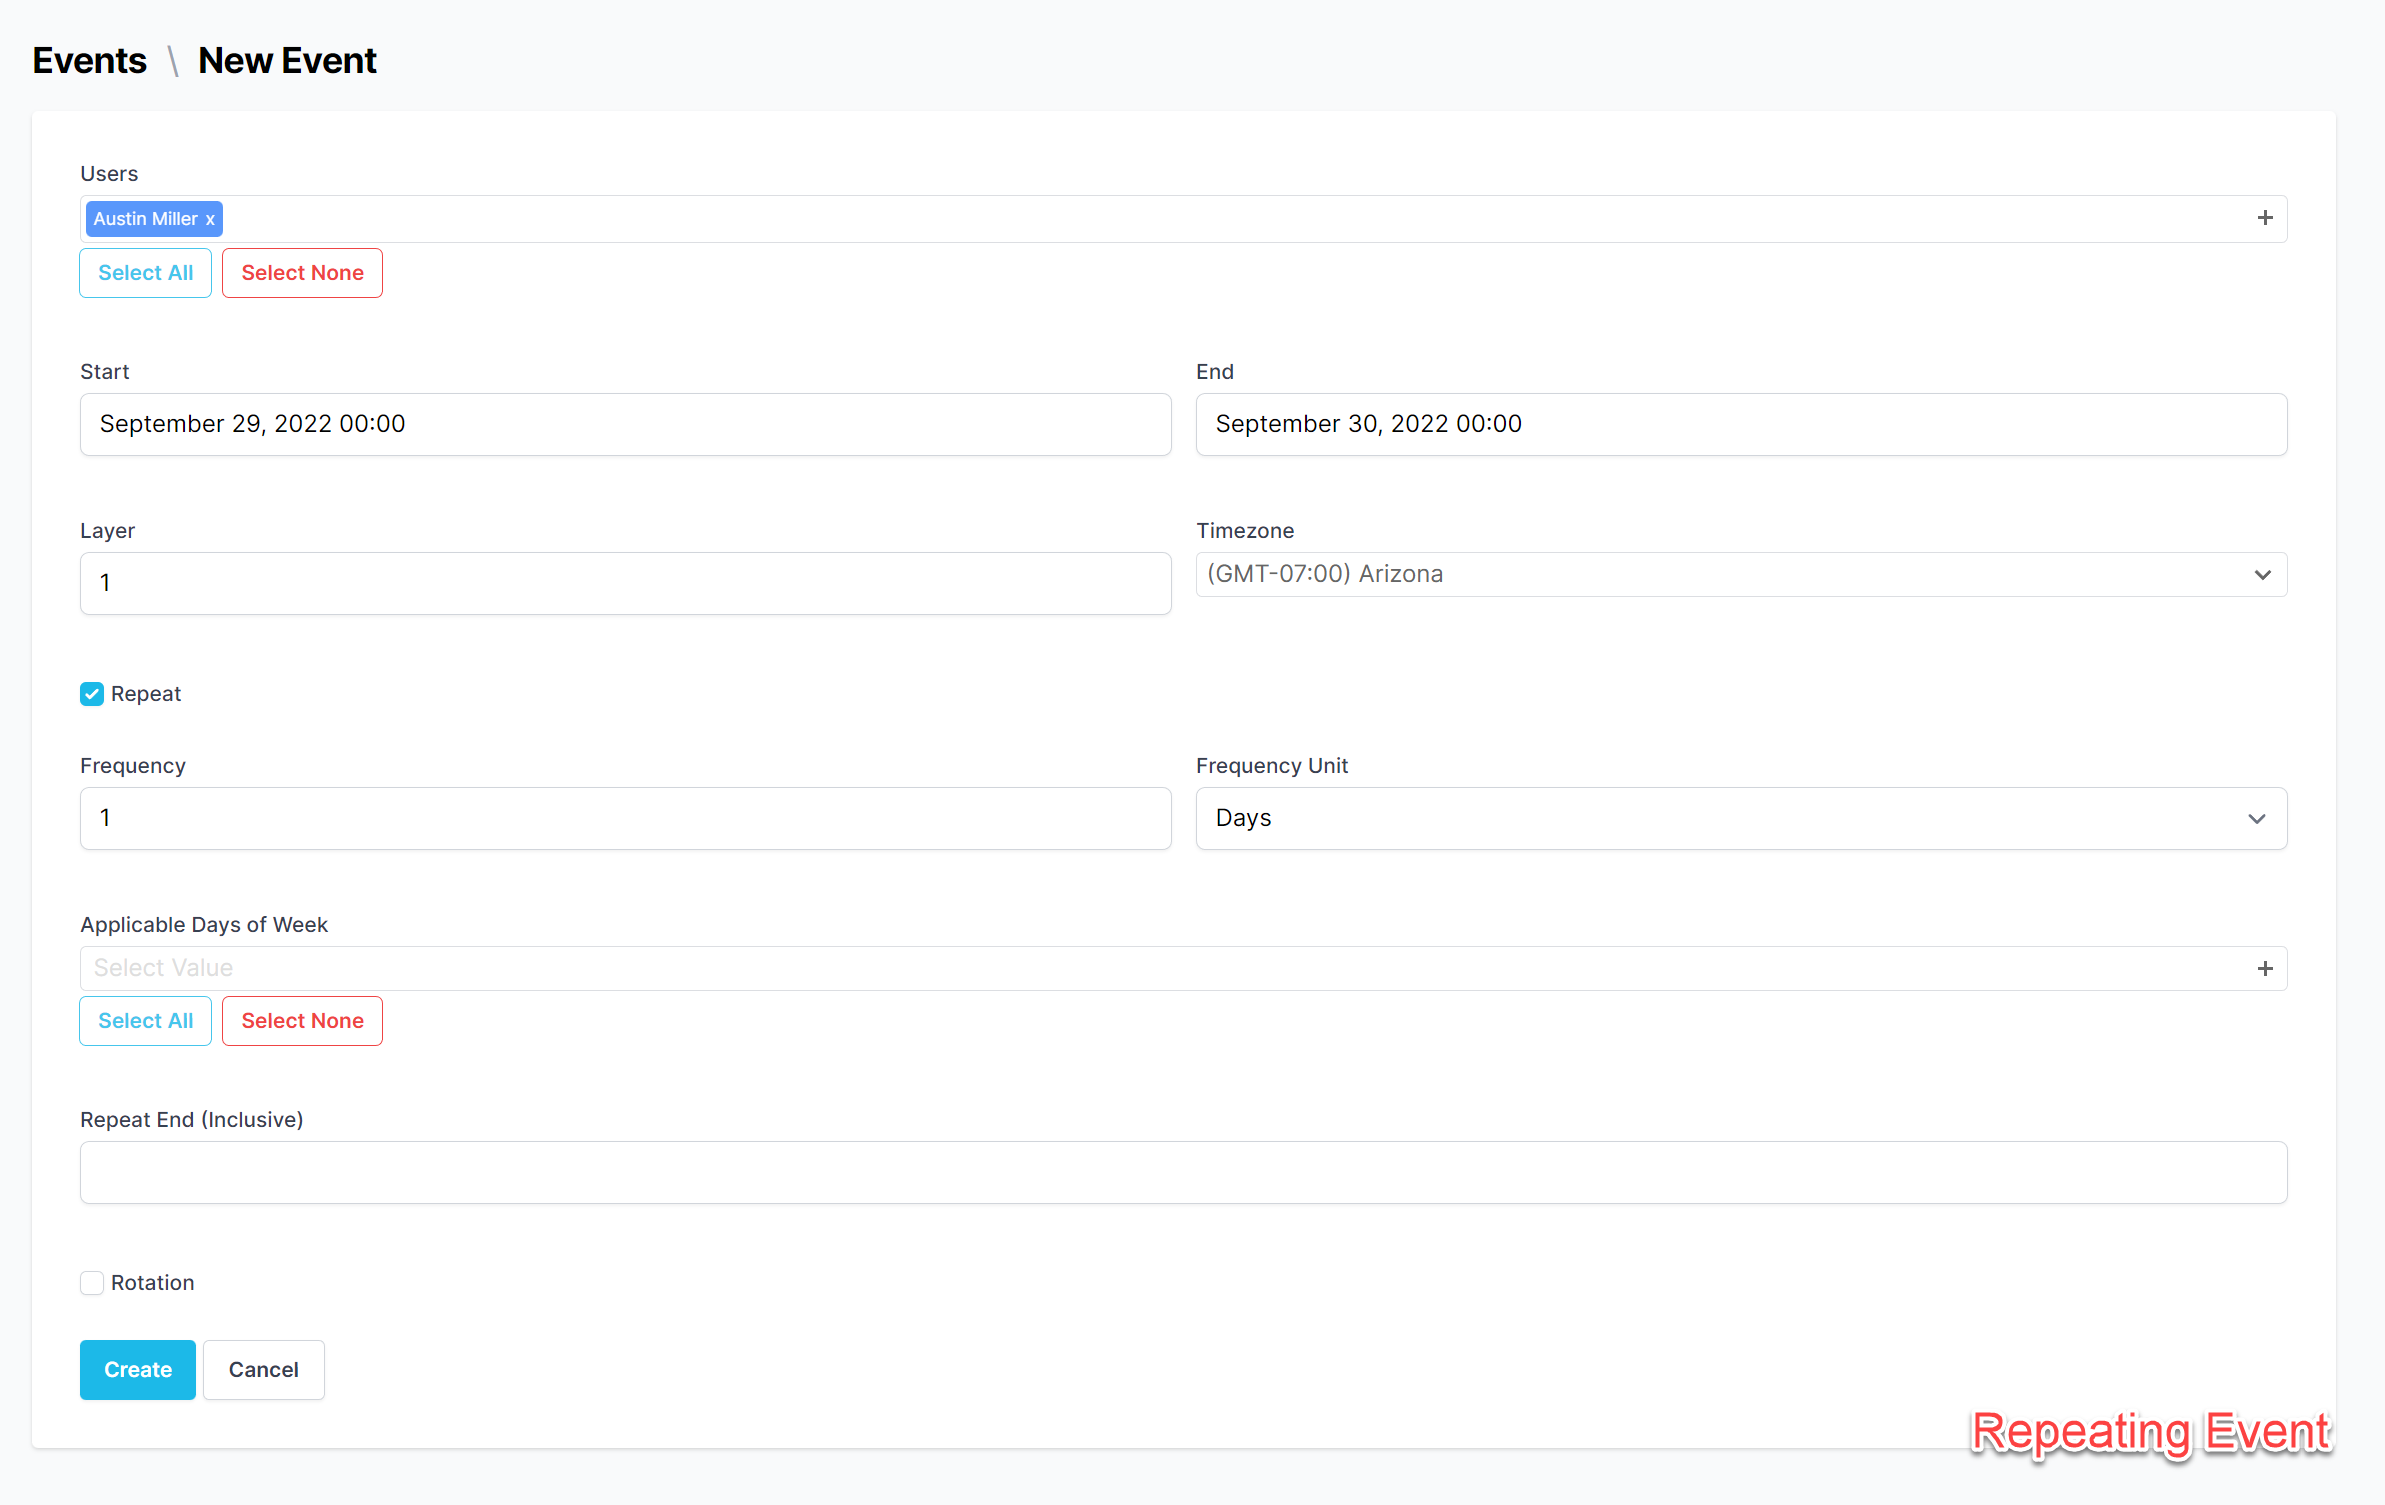 Events \ New Event
Users
Austin Miller x
Select All Select None
Start End
September 29, 2022 00:00 September 30, 2022 00:00
Layer Timezone
1 (GMT-07:00) Arizona
Repeat
Frequency Frequency Unit
1 Days
Applicable Days of Week
Select Value
Select All Select None
Repeat End (Inclusive)
Rotation
Create Cancel
Repeating Event